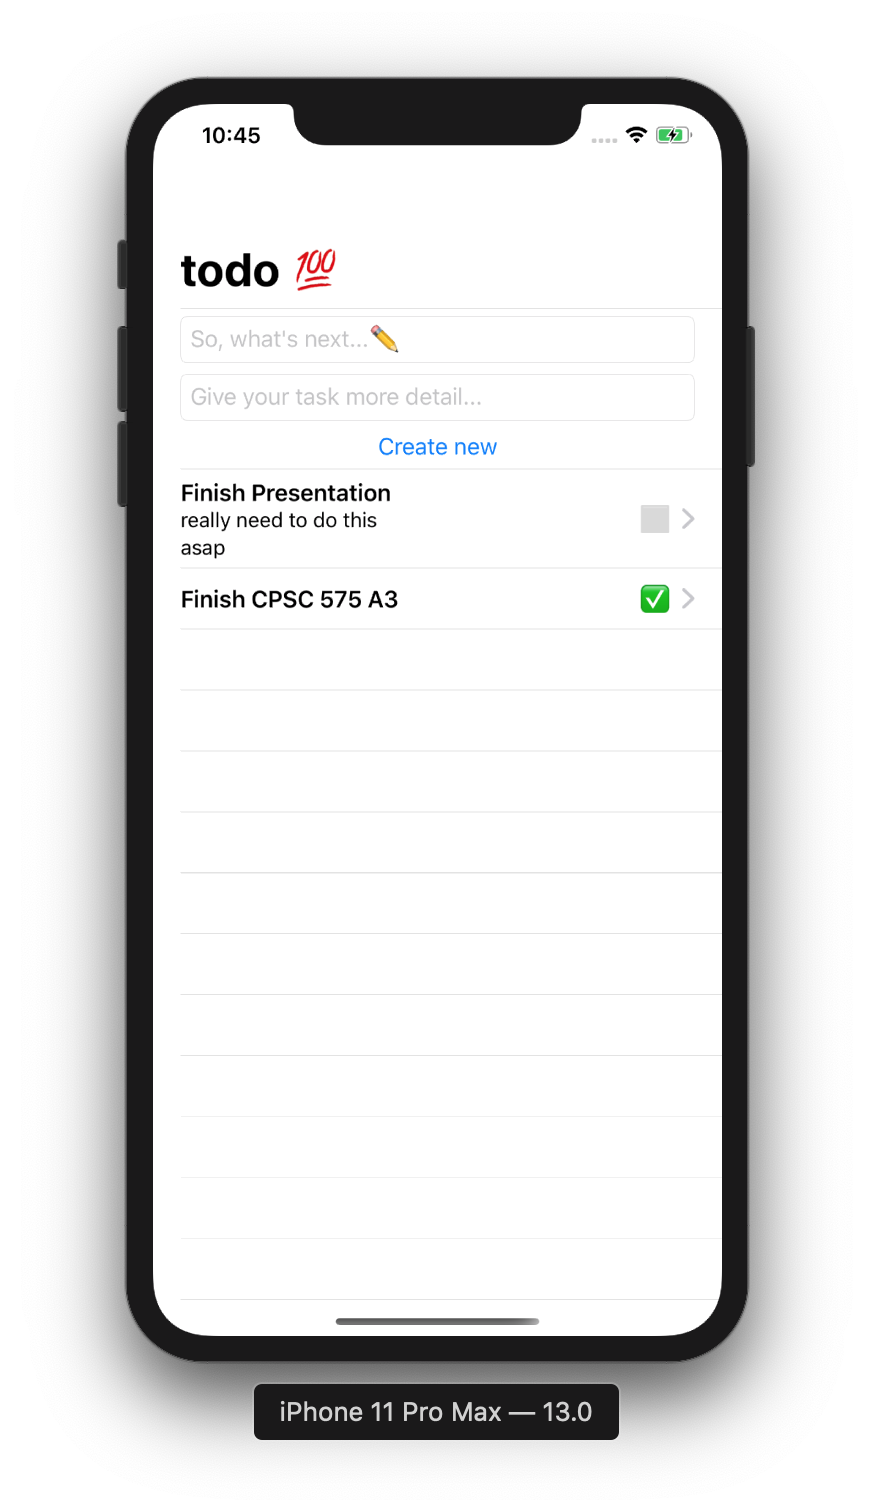 10:45
todo 💯
So, what's next...✏️
Give your task more detail...
Create new
Finish Presentation
really need to do this
asap
Finish CPSC 575 A3
iPhone 11 Pro Max — 13.0